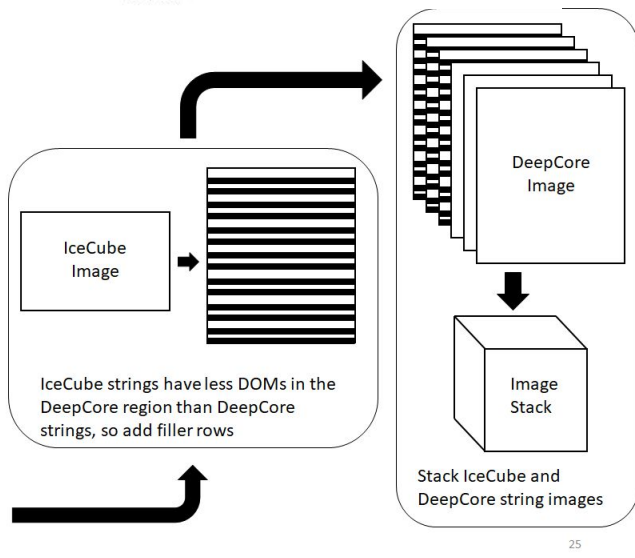 IceCube
Image
IceCube strings have less DOMs in the
DeepCore region than DeepCore
strings, so add filler rows
DeepCore
Image
Image
Stack
Stack IceCube and
DeepCore string images
25